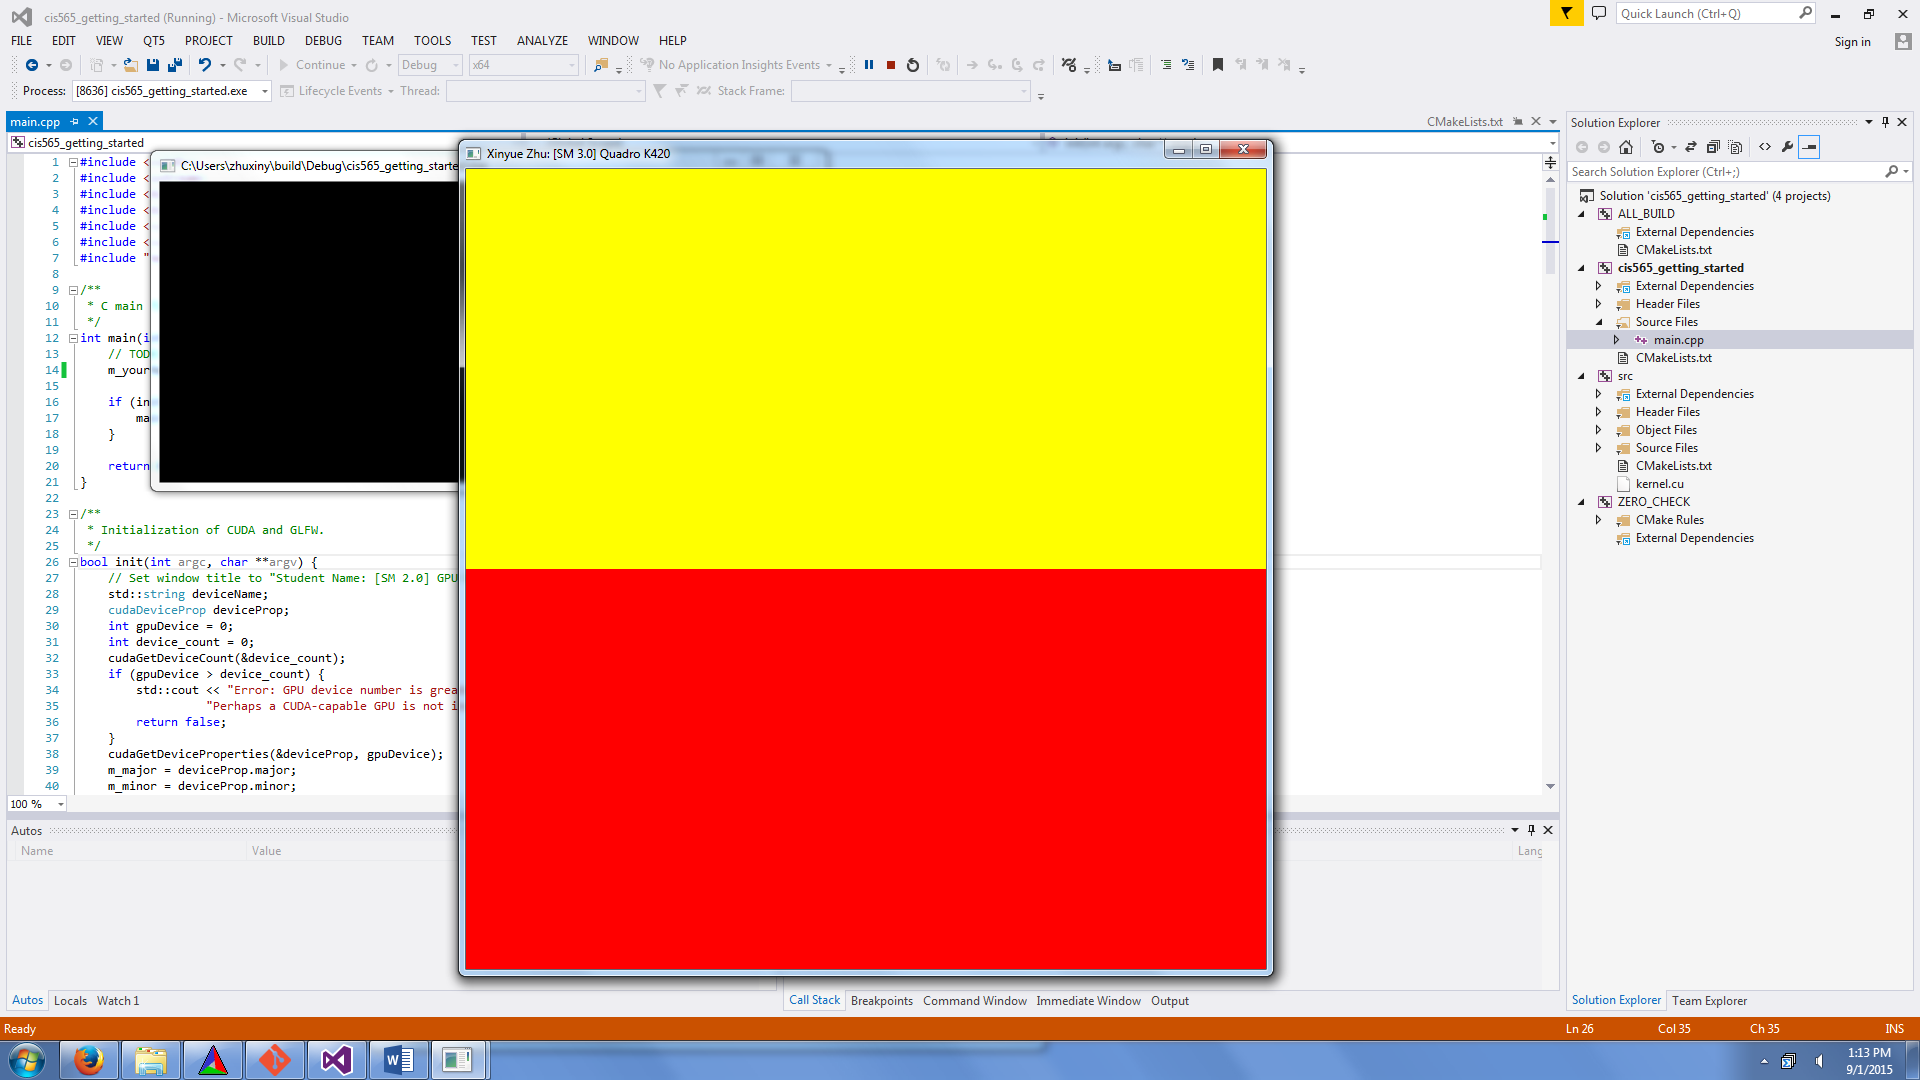 cis565_getting_started (Running) - Microsoft Visual Studio
Quick Launch (Ctrl+Q)
FILE EDIT VIEW QT5 PROJECT BUILD DEBUG TEAM TOOLS TEST ANALYZE WINDOW HELP
Sign in
Continue Debug x64 No Application Insights Events
Process: [8636] cis565_getting_started.exe Lifecycle Events Thread: Stack Frame:
main.cpp
CMakeLists.txt
cis565_getting_started
C:\Users\zhuxiny\build\Debug\cis565_getting_starte
Xinyue Zhu: [SM 3.0] Quadro K420
1 #include <
2 #include <
3 #include <
4 #include <
5 #include <
6 #include <
7 #include "
8
9 /**
10 * C main
11 */
12 int main(i
13 // TOD
14 m_your
15
16 if (in
17 ma
18 }
19
20 return
21 }
22
23 /**
24 * Initialization of CUDA and GLFW.
25 */
26 bool init(int argc, char **argv) {
27 // Set window title to "Student Name: [SM 2.0] GPU
28 std::string deviceName;
29 cudaDeviceProp deviceProp;
30 int gpuDevice = 0;
31 int device_count = 0;
32 cudaGetDeviceCount(&device_count);
33 if (gpuDevice > device_count) {
34 std::cout << "Error: GPU device number is grea
35 "Perhaps a CUDA-capable GPU is not i
36 return false;
37 }
38 cudaGetDeviceProperties(&deviceProp, gpuDevice);
39 m_major = deviceProp.major;
40 m_minor = deviceProp.minor;
100 %
Autos
Name Value
Lang
Autos Locals Watch 1
Call Stack Breakpoints Command Window Immediate Window Output
Solution Explorer
Search Solution Explorer (Ctrl+;)
Solution 'cis565_getting_started' (4 projects)
ALL_BUILD
External Dependencies
CMakeLists.txt
cis565_getting_started
External Dependencies
Header Files
Source Files
main.cpp
CMakeLists.txt
src
External Dependencies
Header Files
Object Files
Source Files
CMakeLists.txt
kernel.cu
ZERO_CHECK
CMake Rules
External Dependencies
Solution Explorer Team Explorer
Ready
Ln 26 Col 35 Ch 35 INS
1:13 PM
9/1/2015